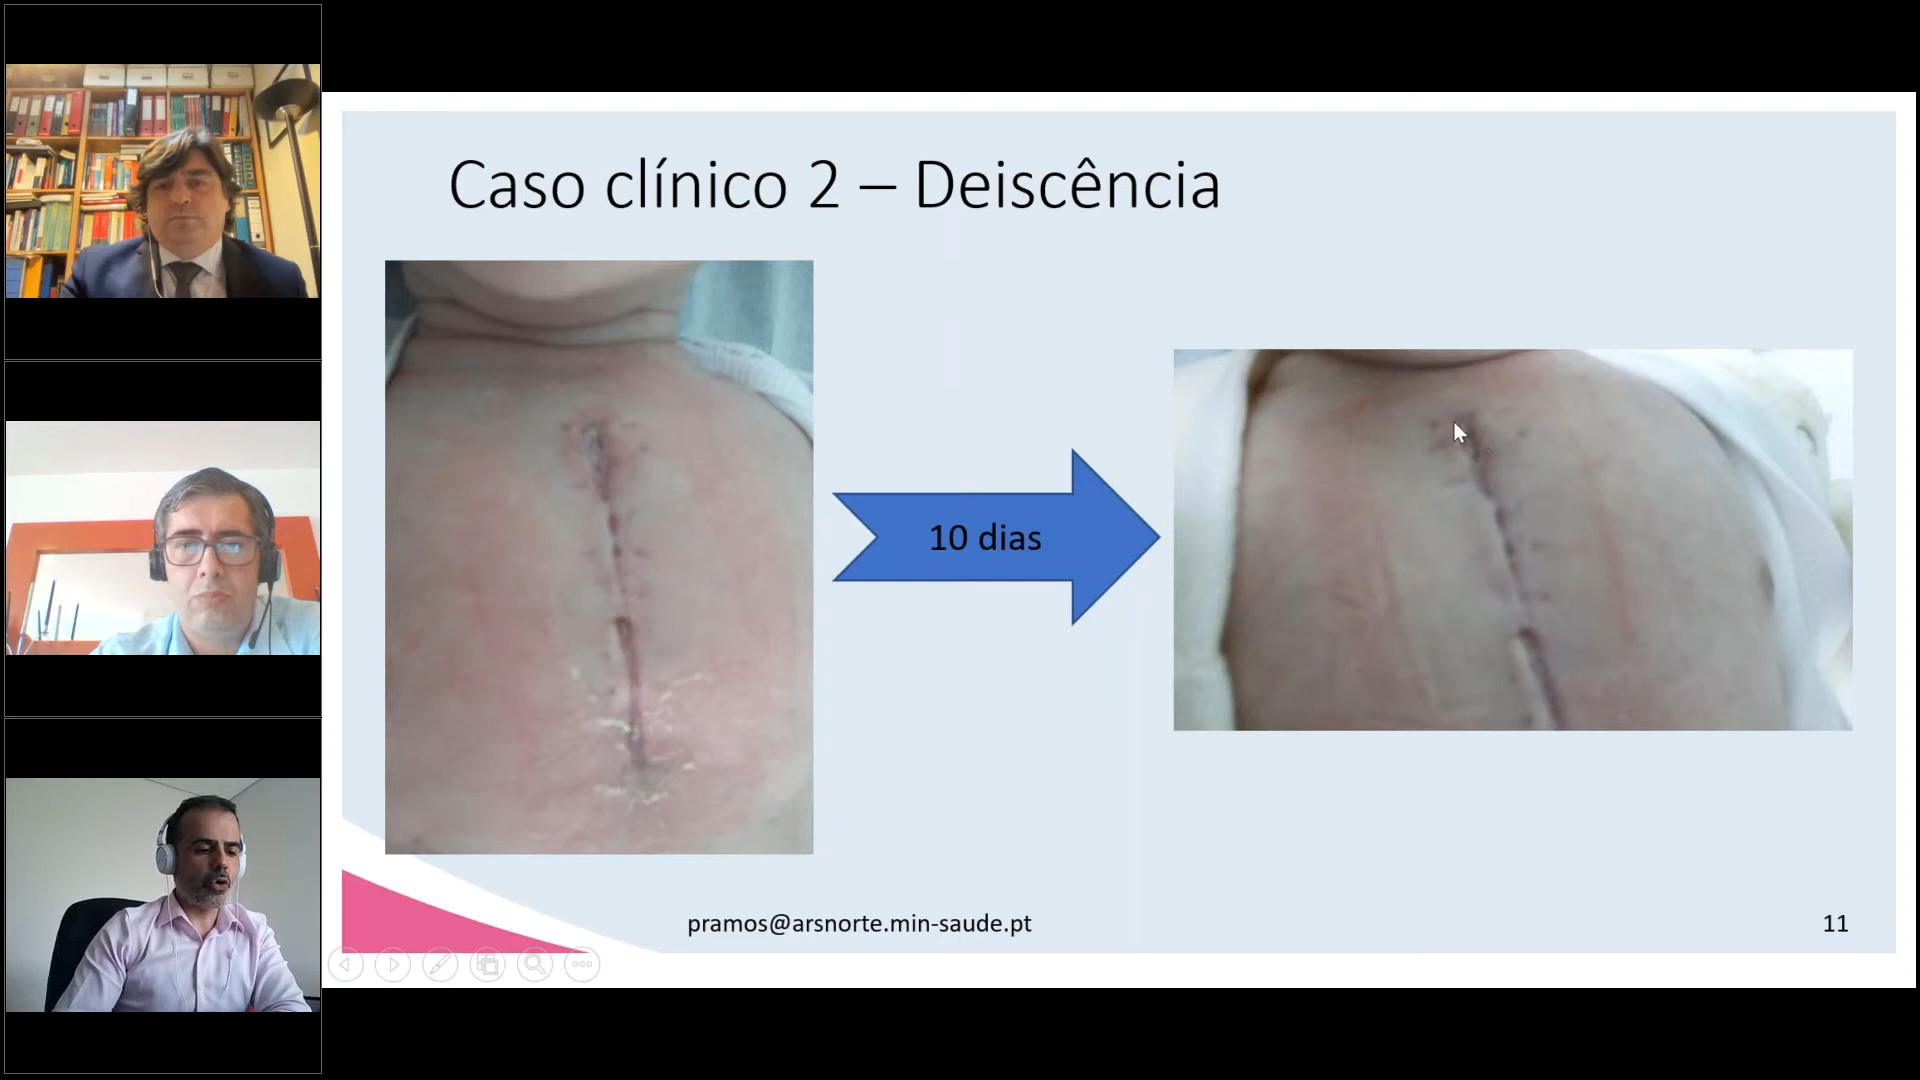 Caso clínico 2 – Deiscência
10 dias
pramos@arsnorte.min-saude.pt
11